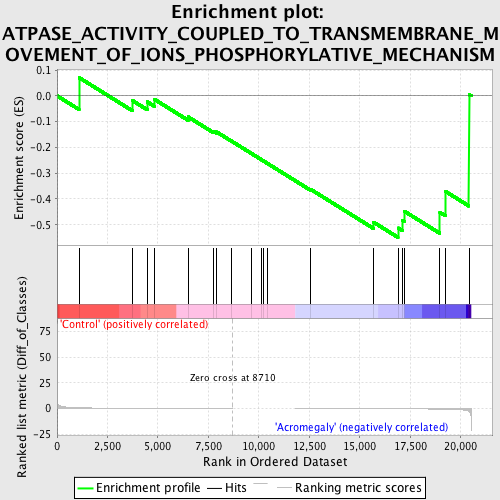 Enrichment plot:
ATPASE_ACTIVITY_COUPLED_TO_TRANSMEMBRANE_M
OVEMENT_OF_IONS_PHOSPHORYLATIVE_MECHANISM
Enrichment score (ES)
0.1
0.0
-0.1
-0.2
-0.3
-0.4
-0.5
Ranked list metric (Diff_of_Classes)
'Control' (positively correlated)
75
50
25
0
-25
Zero cross at 8710
'Acromegaly' (negatively correlated)
0
2,500
5,000
7,500
10,000
12,500
15,000
17,500
20,000
Rank in Ordered Dataset
Enrichment profile
Hits
Ranking metric scores